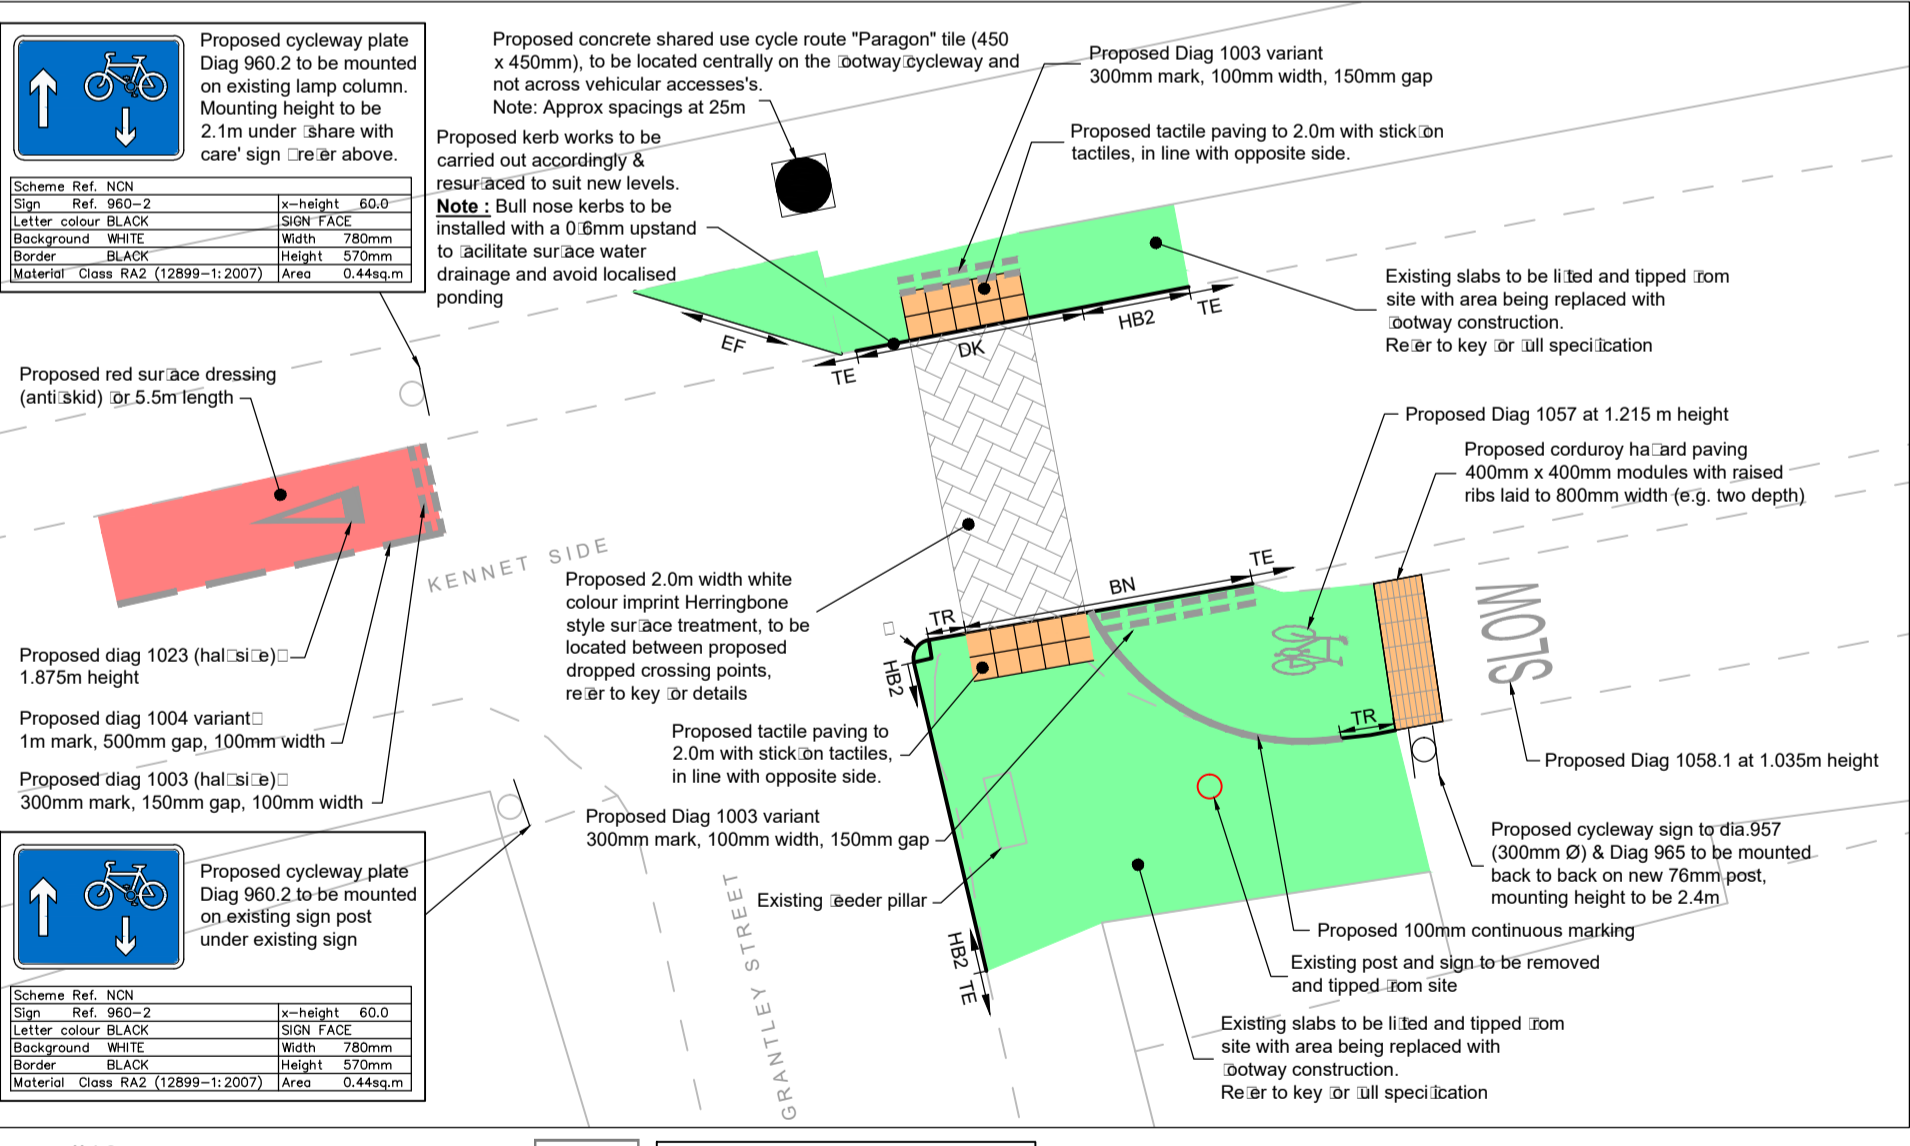 Proposed cycleway plate
Diag 960.2 to be mounted
on existing lamp column.
Mounting height to be
2.1m under □share with
care' sign □re□er above.
Scheme Ref. NCN
Sign Ref. 960-2 x-height 60.0
Letter colour BLACK SIGN FACE
Background WHITE Width 780mm
Border BLACK Height 570mm
Material Class RA2 (12899-1:2007) Area 0.44sq.m
Proposed concrete shared use cycle route "Paragon" tile (450
x 450mm), to be located centrally on the □ootway□cycleway and
not across vehicular accesses's.
Note: Approx spacings at 25m
Proposed kerb works to be
carried out accordingly &
resur□aced to suit new levels.
Note : Bull nose kerbs to be
installed with a 0□6mm upstand
to □acilitate sur□ace water
drainage and avoid localised
ponding
Proposed Diag 1003 variant
300mm mark, 100mm width, 150mm gap
Proposed tactile paving to 2.0m with stick□on
tactiles, in line with opposite side.
Existing slabs to be li□ted and tipped □rom
site with area being replaced with
□ootway construction.
Re□er to key □or □ull speci□ication
EF
TE
DK
HB2
TE
Proposed red sur□ace dressing
(anti□skid) □or 5.5m length
KENNET SIDE
Proposed Diag 1057 at 1.215 m height
Proposed corduroy ha□ard paving
400mm x 400mm modules with raised
ribs laid to 800mm width (e.g. two depth)
Proposed 2.0m width white
colour imprint Herringbone
style sur□ace treatment, to be
located between proposed
dropped crossing points,
re□er to key □or details
TR
BN
TE
□
HB2
SLOW
TR
Proposed diag 1023 (hal□si□e)□
1.875m height
Proposed diag 1004 variant□
1m mark, 500mm gap, 100mm width
Proposed diag 1003 (hal□si□e)□
300mm mark, 150mm gap, 100mm width
Proposed tactile paving to
2.0m with stick□on tactiles,
in line with opposite side.
Proposed Diag 1003 variant
300mm mark, 100mm width, 150mm gap
Existing □eeder pillar
Proposed Diag 1058.1 at 1.035m height
Proposed cycleway sign to dia.957
(300mm Ø) & Diag 965 to be mounted
back to back on new 76mm post,
mounting height to be 2.4m
Proposed 100mm continuous marking
Existing post and sign to be removed
and tipped □rom site
Existing slabs to be li□ted and tipped □rom
site with area being replaced with
□ootway construction.
Re□er to key □or □ull speci□ication
HB2
TE
GRANTLEY STREET
Proposed cycleway plate
Diag 960.2 to be mounted
on existing sign post
under existing sign
Scheme Ref. NCN
Sign Ref. 960-2 x-height 60.0
Letter colour BLACK SIGN FACE
Background WHITE Width 780mm
Border BLACK Height 570mm
Material Class RA2 (12899-1:2007) Area 0.44sq.m